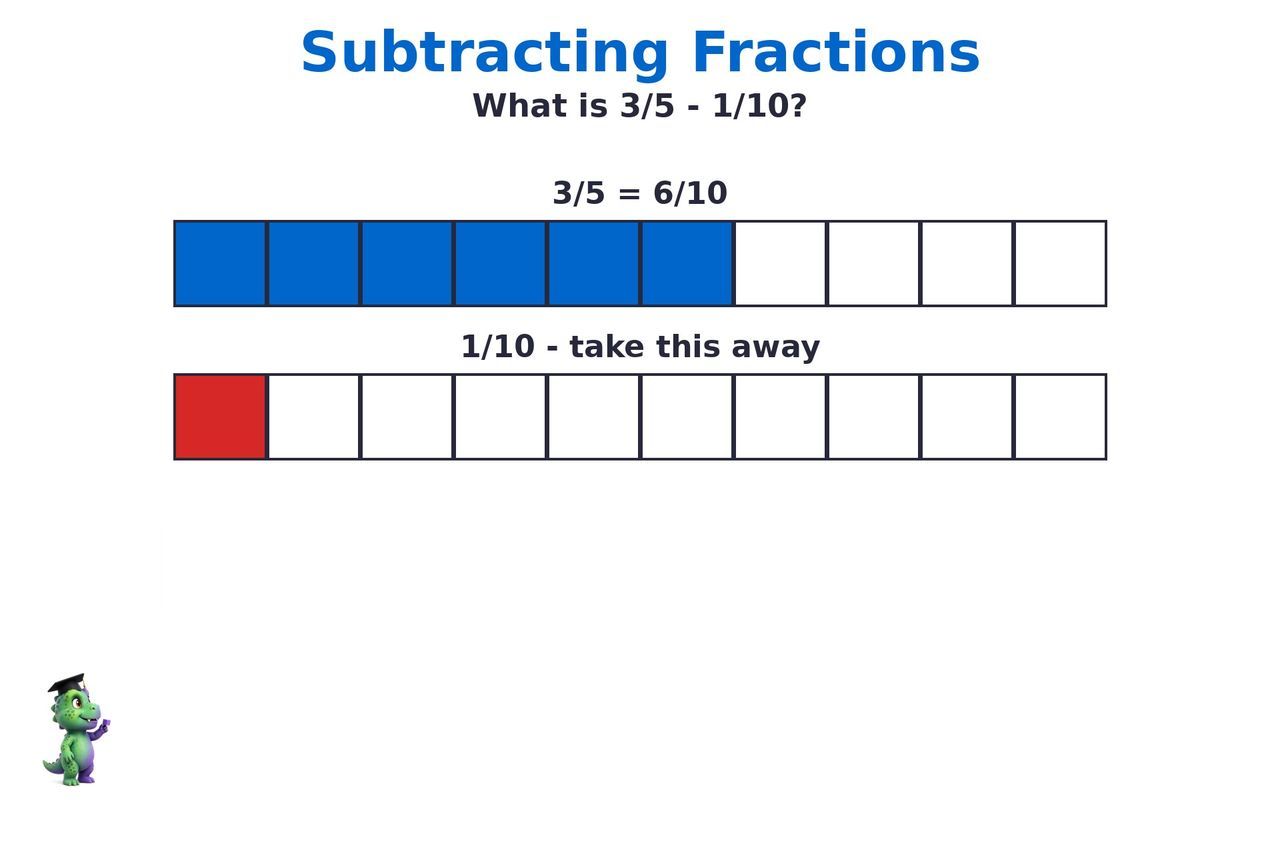 Subtracting Fractions
What is 3/5 - 1/10?
3/5 = 6/10
1/10 - take this away